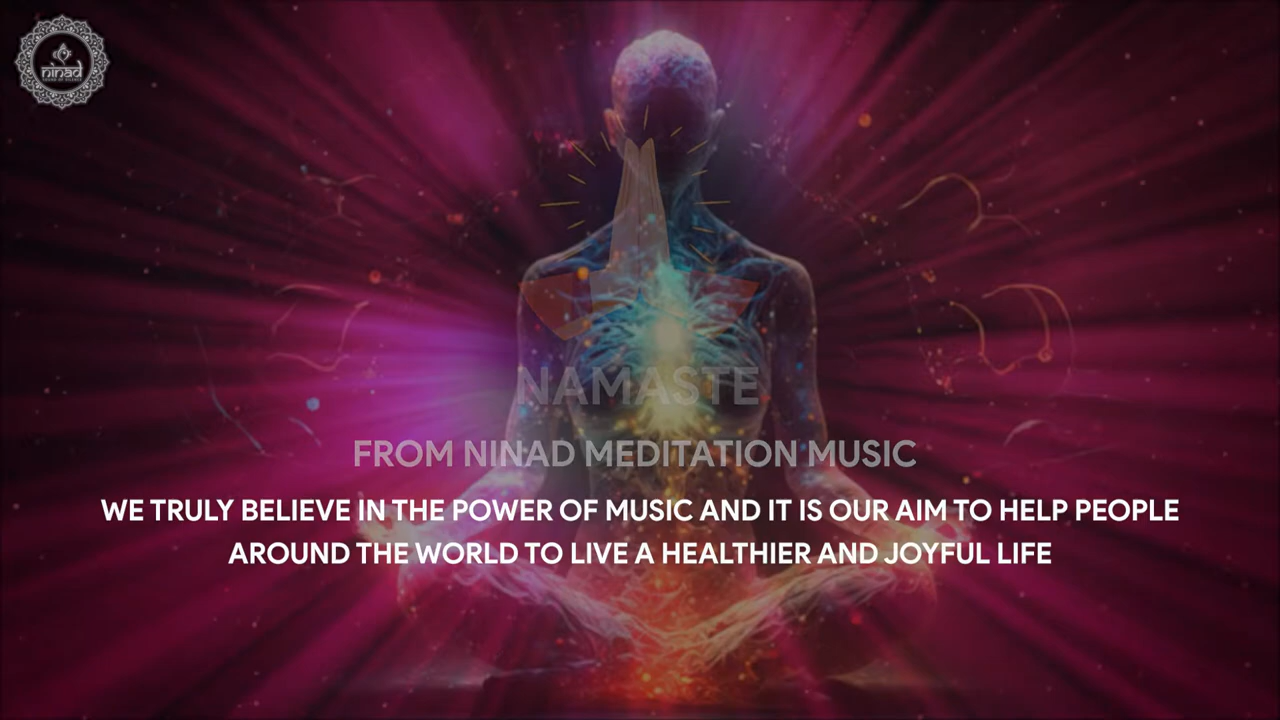 ninad
NAMASTE
FROM NINAD MEDITATION MUSIC
WE TRULY BELIEVE IN THE POWER OF MUSIC AND IT IS OUR AIM TO HELP PEOPLE
AROUND THE WORLD TO LIVE A HEALTHIER AND JOYFUL LIFE